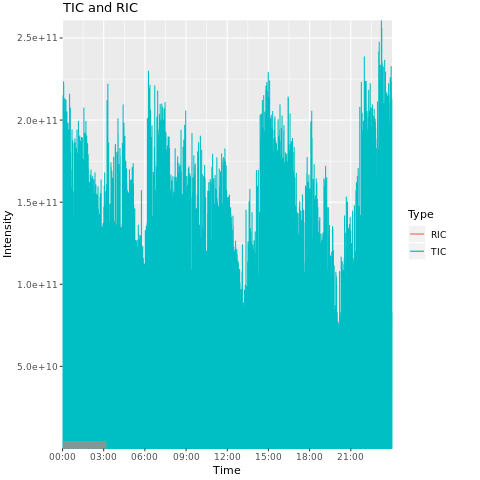 TIC and RIC
2.5e+11
2.0e+11
1.5e+11
1.0e+11
5.0e+10
Intensity
00:00 03:00 06:00 09:00 12:00 15:00 18:00 21:00
Time
Type
RIC
TIC